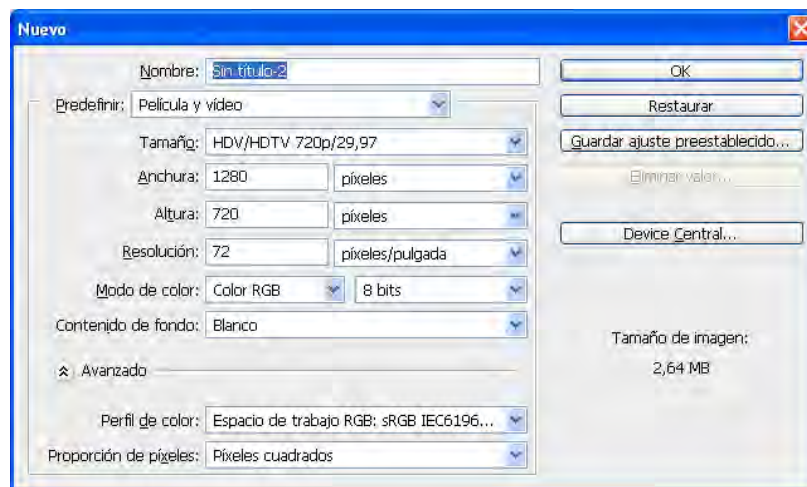 Nuevo
Nombre: Sin título-2
OK
Predefinir: Película y vídeo
Restaurar
Tamaño: HDV/HDTV 720p/29,97
Guardar ajuste preestablecido...
Anchura: 1280 píxeles
Eliminar valor...
Altura: 720 píxeles
Device Central...
Resolución: 72 píxeles/pulgada
Modo de color: Color RGB 8 bits
Contenido de fondo: Blanco
Tamaño de imagen:
2,64 MB
Avanzado
Perfil de color: Espacio de trabajo RGB: sRGB IEC6196...
Proporción de píxeles: Píxeles cuadrados